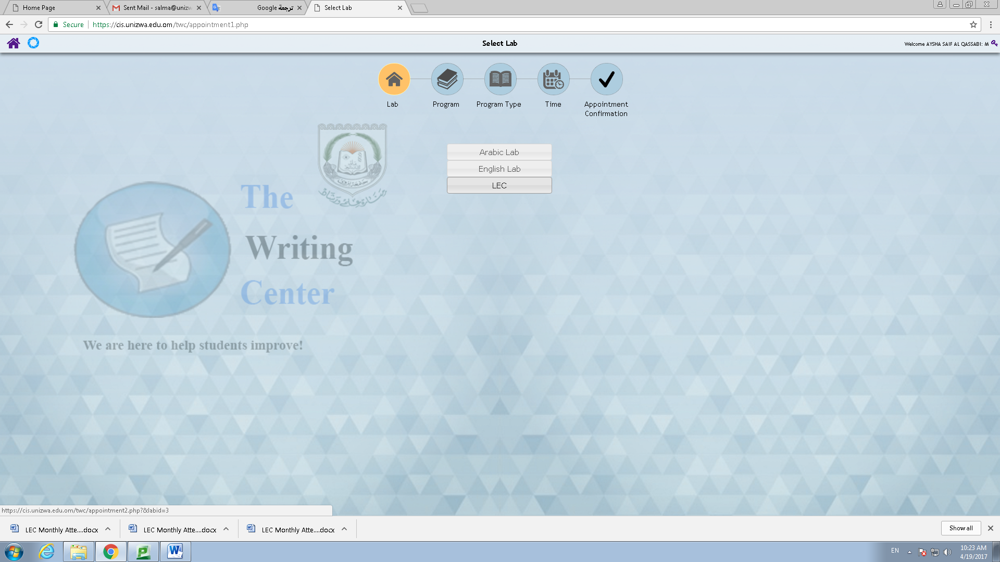 Home Page
Sent Mail - salma@unizw
ترجمة Google
Select Lab
Secure
https://cis.unizwa.edu.om/twc/appointment1.php
Select Lab
Welcome AYSHA SAIF AL QASSABI: M
Lab
Program
Program Type
Time
Appointment
Confirmation
Arabic Lab
English Lab
LEC
The
Writing
Center
We are here to help students improve!
https://cis.unizwa.edu.om/twc/appointment2.php?&labid=3
LEC Monthly Atte....docx
LEC Monthly Atte....docx
LEC Monthly Atte....docx
Show all
EN
10:23 AM
4/19/2017